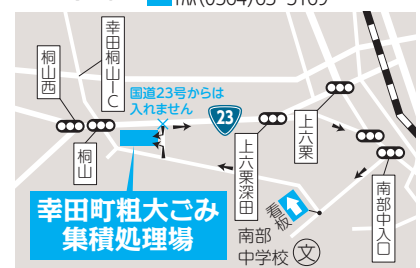 ℡(0564)63-5169
幸田桐山IC
桐山西
国道23号からは
入れません
23
桐山
上六栗
上六栗深田
南部中入口
看板
幸田町粗大ごみ
集積処理場
南部
中学校
文